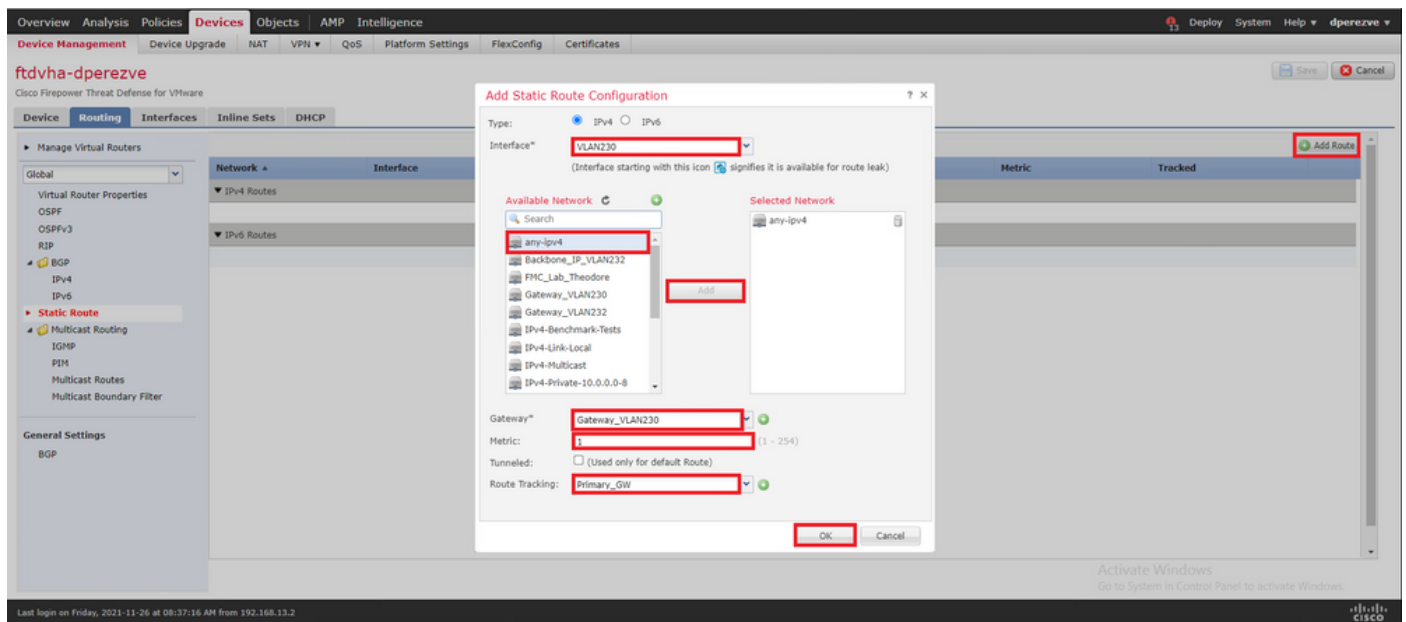 Overview Analysis Policies Devices Objects AMP Intelligence
13 Deploy System Help dperezve
Device Management Device Upgrade NAT VPN QoS Platform Settings FlexConfig Certificates
ftdvha-dperezve
Save Cancel
Cisco Firepower Threat Defense for VMware
Device Routing Interfaces Inline Sets DHCP
Manage Virtual Routers
Add Route
Global
Network Interface Metric Tracked
Virtual Router Properties
IPv4 Routes
OSPF
OSPFv3
IPv6 Routes
RIP
BGP
IPv4
IPv6
Static Route
Multicast Routing
IGMP
PIM
Multicast Routes
Multicast Boundary Filter
General Settings
BGP
Add Static Route Configuration ? ×
Type: IPv4 IPv6
Interface* VLAN230
(Interface starting with this icon signifies it is available for route leak)
Available Network Selected Network
Search
any-ipv4
any-ipv4
Backbone_IP_VLAN232
FMC_Lab_Theodore
Gateway_VLAN230
Add
Gateway_VLAN232
IPv4-Benchmark-Tests
IPv4-Link-Local
IPv4-Multicast
IPv4-Private-10.0.0.0-8
Gateway* Gateway_VLAN230
Metric: 1 (1 - 254)
Tunneled: (Used only for default Route)
Route Tracking: Primary_GW
OK Cancel
Activate Windows
Go to System in Control Panel to activate Windows.
Last login on Friday, 2021-11-26 at 08:37:16 AM from 192.168.13.2
CISCO